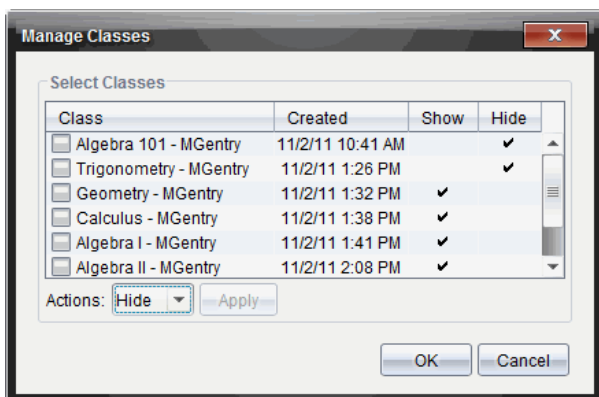 Manage Classes
Select Classes
Class Created Show Hide
Algebra 101 - MGentry 11/2/11 10:41 AM ✔
Trigonometry - MGentry 11/2/11 1:26 PM ✔
Geometry - MGentry 11/2/11 1:32 PM ✔
Calculus - MGentry 11/2/11 1:38 PM ✔
Algebra I - MGentry 11/2/11 1:41 PM ✔
Algebra II - MGentry 11/2/11 2:08 PM ✔
Actions: Hide Apply
OK Cancel